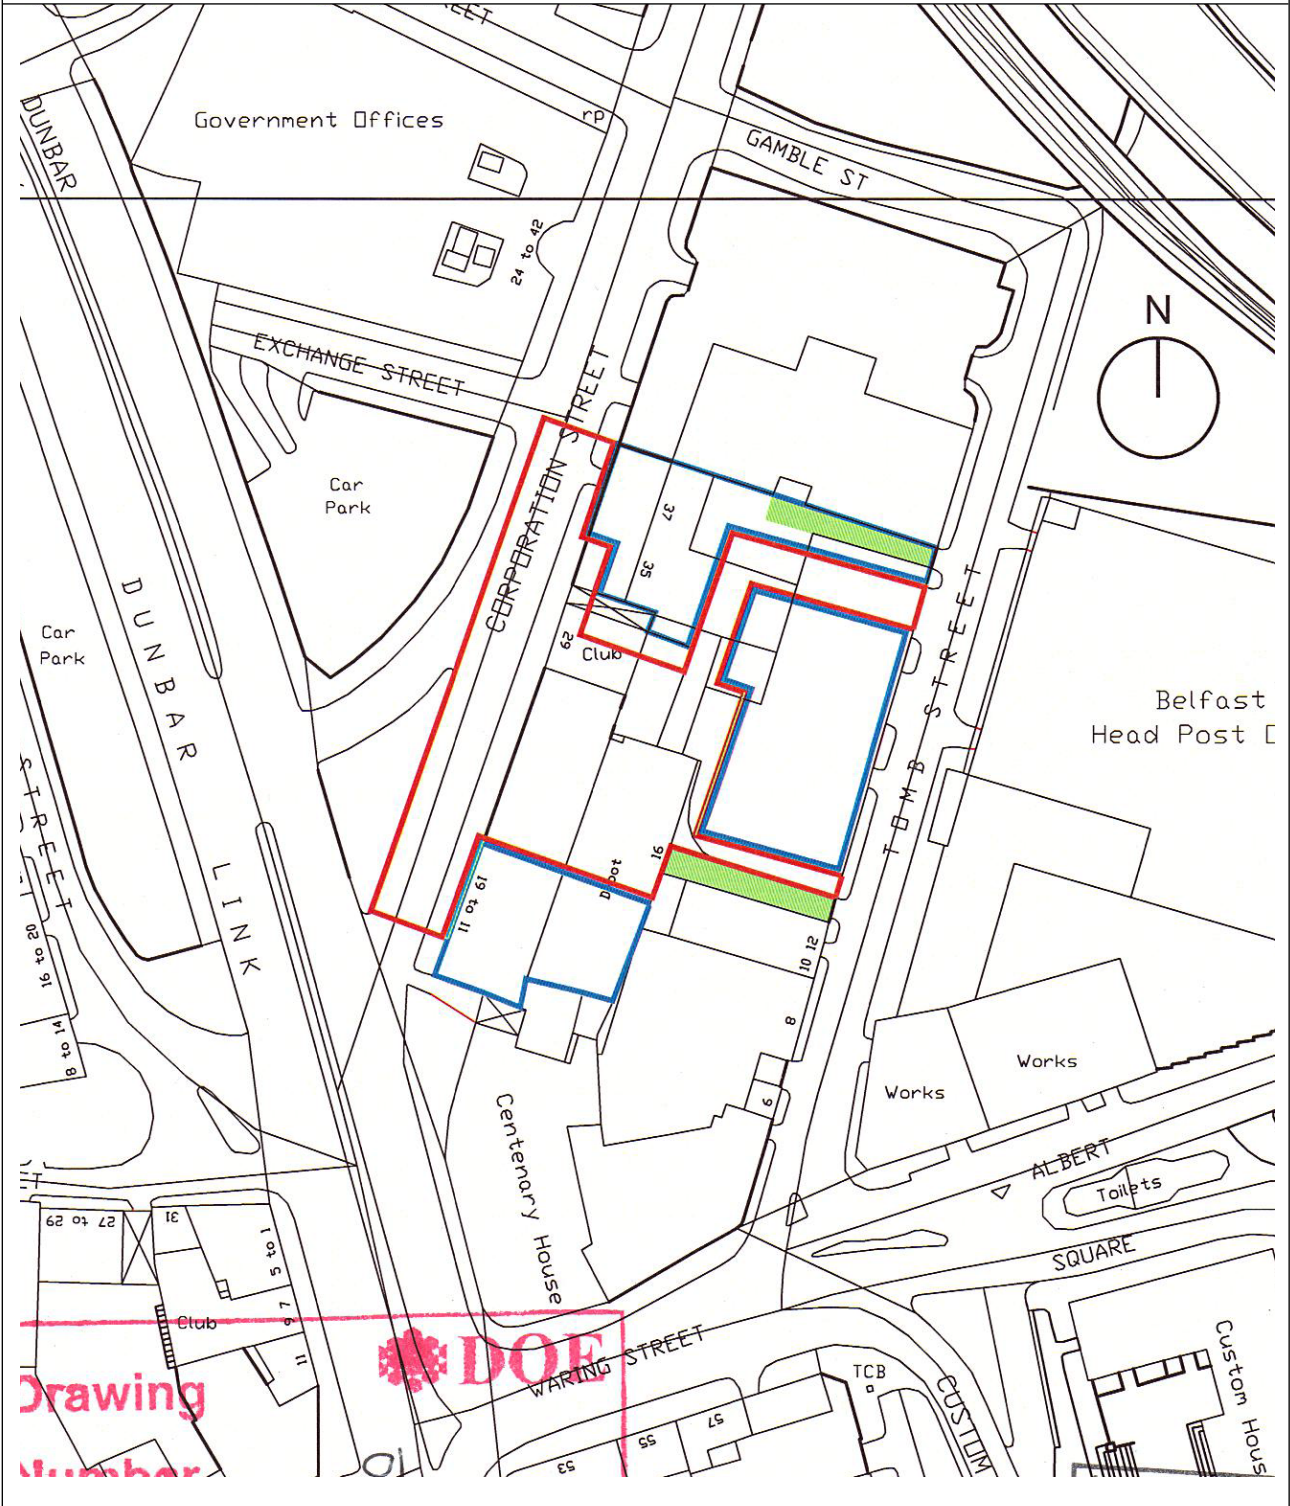 DUNBAR
Government Offices
rp
GAMBLE ST
24 to 42
N
EXCHANGE STREET
CORPORATION STREET
Car
Park
37
35
62
Club
Car
Park
DUNBAR LINK
TOMB STREET
Belfast
Head Post
STREET
16
11 to 19
16 to 20
8 to 14
10 12
8
6
Works
Works
Centenary House
ALBERT
SQUARE
Toilets
27 to 29
31
5 to 1
7
9
11
Club
DOE
Drawing
WARING STREET
TCB
57
55
53
CUSTOM
Custom Hous